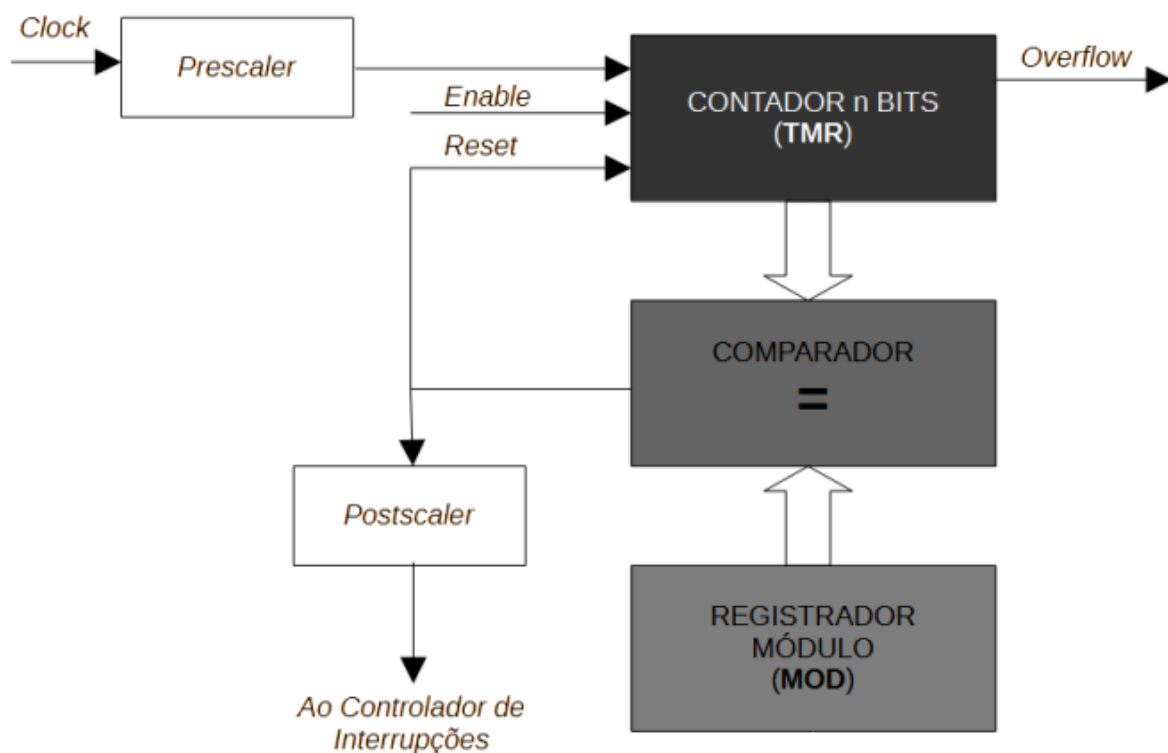 Clock
Prescaler
Enable
Reset
CONTADOR n BITS
(TMR)
Overflow
COMPARADOR
=
Postscaler
REGISTRADOR
MÓDULO
(MOD)
Ao Controlador de
Interrupções